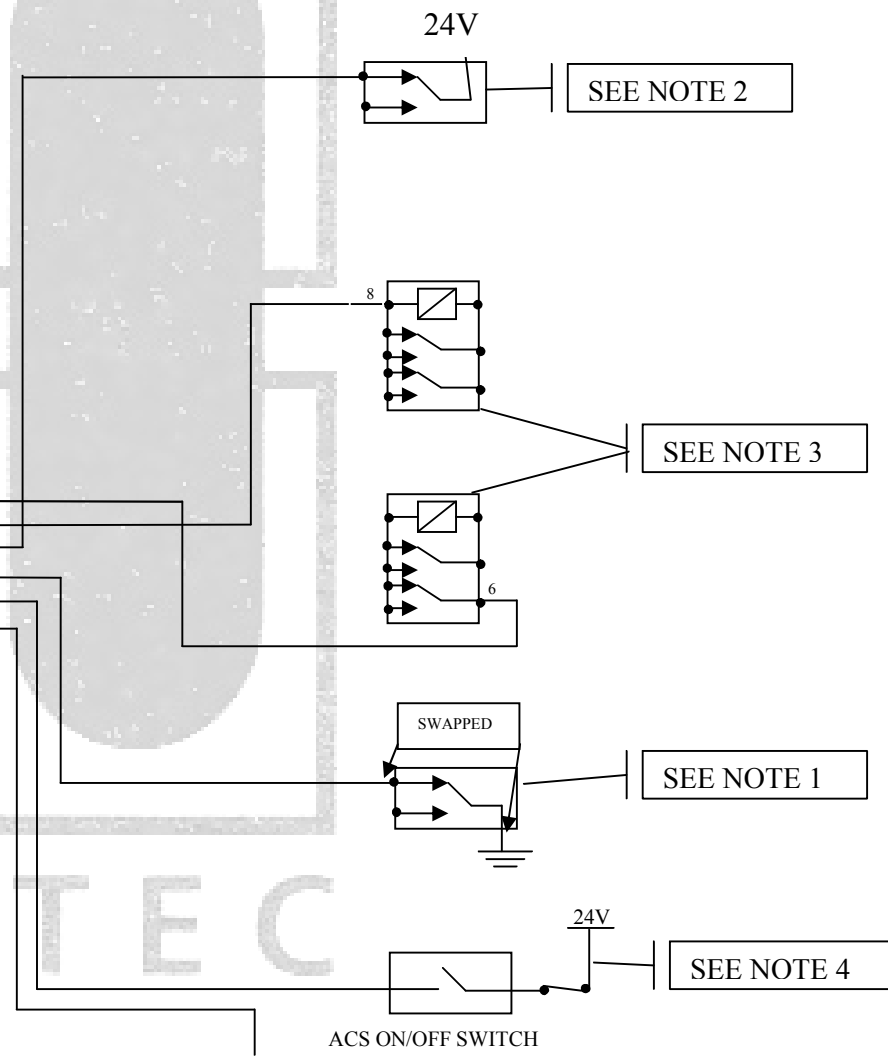 24V
SEE NOTE 2
8
SEE NOTE 3
6
SWAPPED
SEE NOTE 1
T E C
24V
SEE NOTE 4
ACS ON/OFF SWITCH